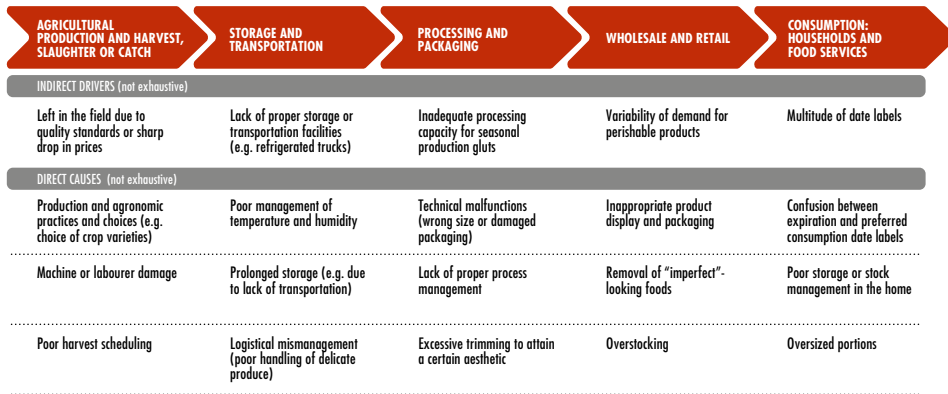 AGRICULTURAL
PRODUCTION AND HARVEST,
SLAUGHTER OR CATCH
STORAGE AND
TRANSPORTATION
PROCESSING AND
PACKAGING
WHOLESALE AND RETAIL
CONSUMPTION:
HOUSEHOLDS AND
FOOD SERVICES
INDIRECT DRIVERS (not exhaustive)
Left in the field due to
quality standards or sharp
drop in prices
Lack of proper storage or
transportation facilities
(e.g. refrigerated trucks)
Inadequate processing
capacity for seasonal
production gluts
Variability of demand for
perishable products
Multitude of date labels
DIRECT CAUSES (not exhaustive)
Production and agronomic
practices and choices (e.g.
choice of crop varieties)
Poor management of
temperature and humidity
Technical malfunctions
(wrong size or damaged
packaging)
Inappropriate product
display and packaging
Confusion between
expiration and preferred
consumption date labels
Machine or labourer damage
Prolonged storage (e.g. due
to lack of transportation)
Lack of proper process
management
Removal of “imperfect”-
looking foods
Poor storage or stock
management in the home
Poor harvest scheduling
Logistical mismanagement
(poor handling of delicate
produce)
Excessive trimming to attain
a certain aesthetic
Overstocking
Oversized portions